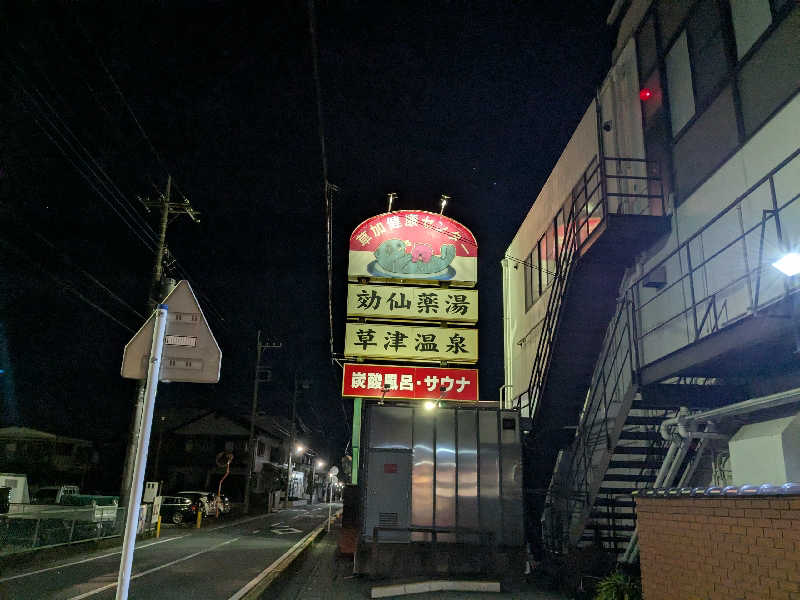 草加健康センター
効仙薬湯
草津温泉
炭酸風呂・サウナ